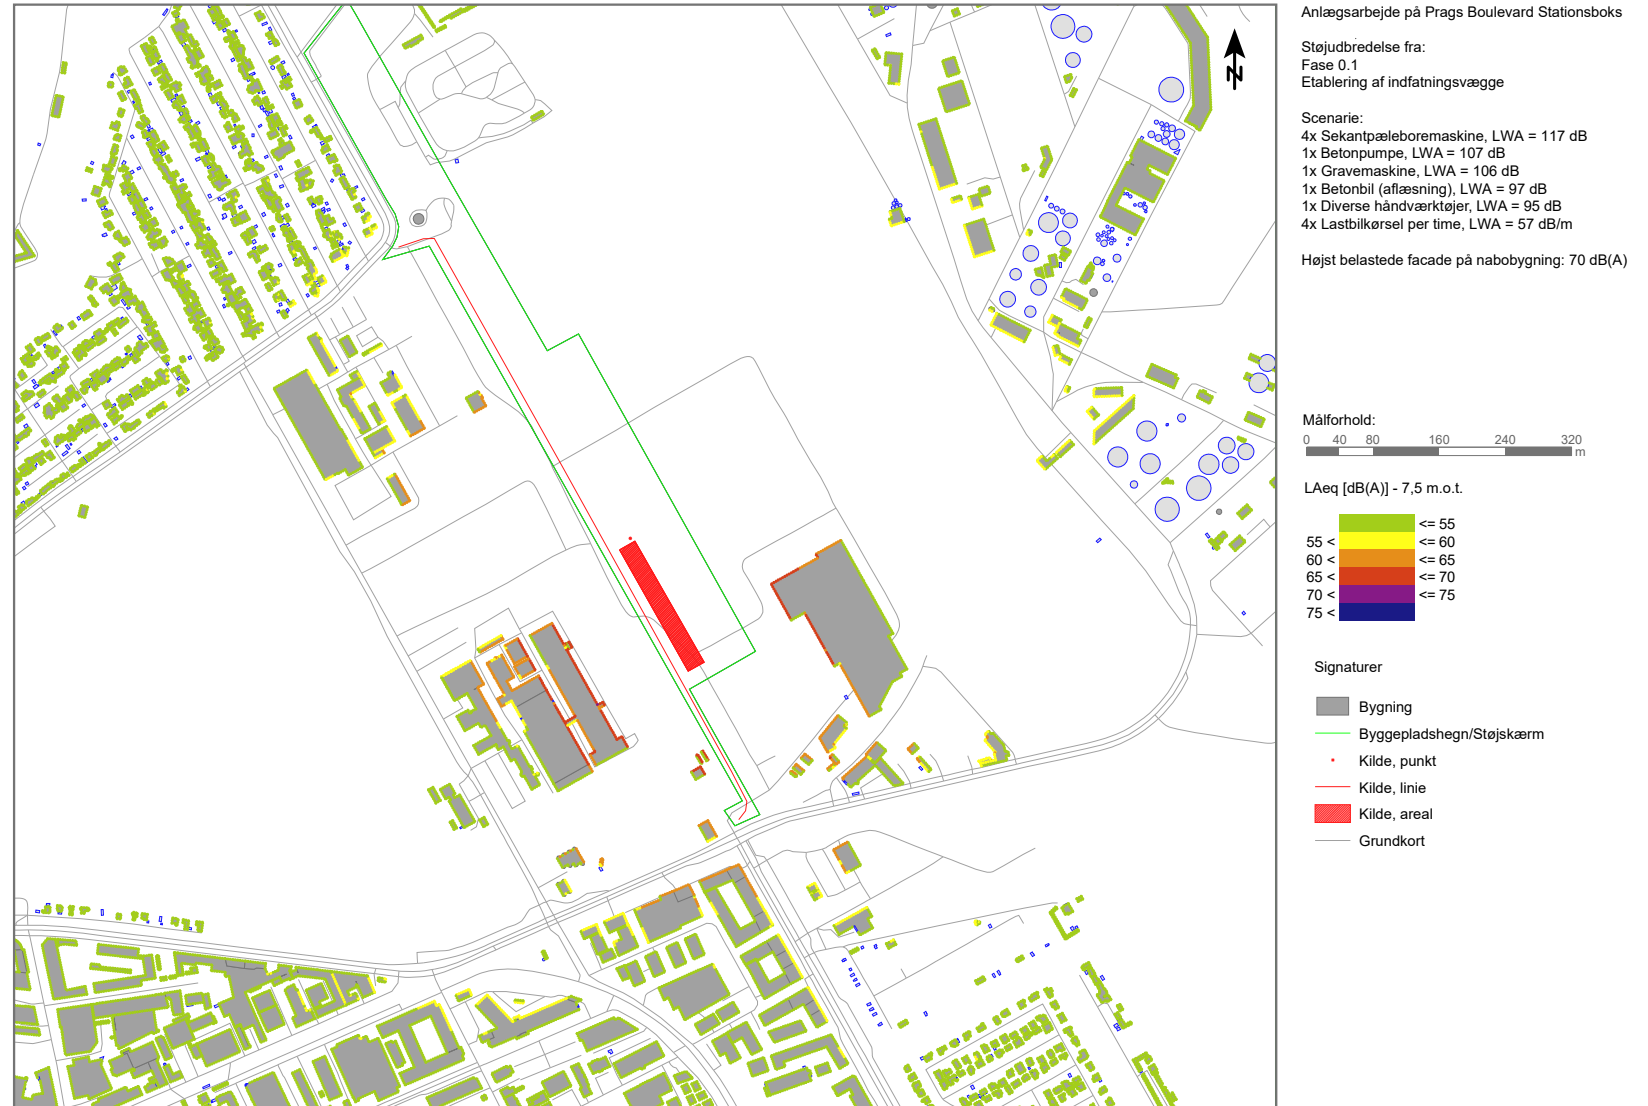 Anlægsarbejde på Prags Boulevard Stationsboks
Støjudbredelse fra:
Fase 0.1
Etablering af indfatningsvægge
Scenarie:
4x Sekantpæleboremaskine, LWA = 117 dB
1x Betonpumpe, LWA = 107 dB
1x Gravemaskine, LWA = 106 dB
1x Betonbil (aflæsning), LWA = 97 dB
1x Diverse håndværktøjer, LWA = 95 dB
4x Lastbilkørsel per time, LWA = 57 dB/m
Højst belastede facade på nabobygning: 70 dB(A)
N
Målforhold:
0 40 80 160 240 320
m
LAeq [dB(A)] - 7,5 m.o.t.
<= 55
55 < <= 60
60 < <= 65
65 < <= 70
70 < <= 75
75 <
Signaturer
Bygning
Byggepladshegn/Støjskærm
Kilde, punkt
Kilde, linie
Kilde, areal
Grundkort